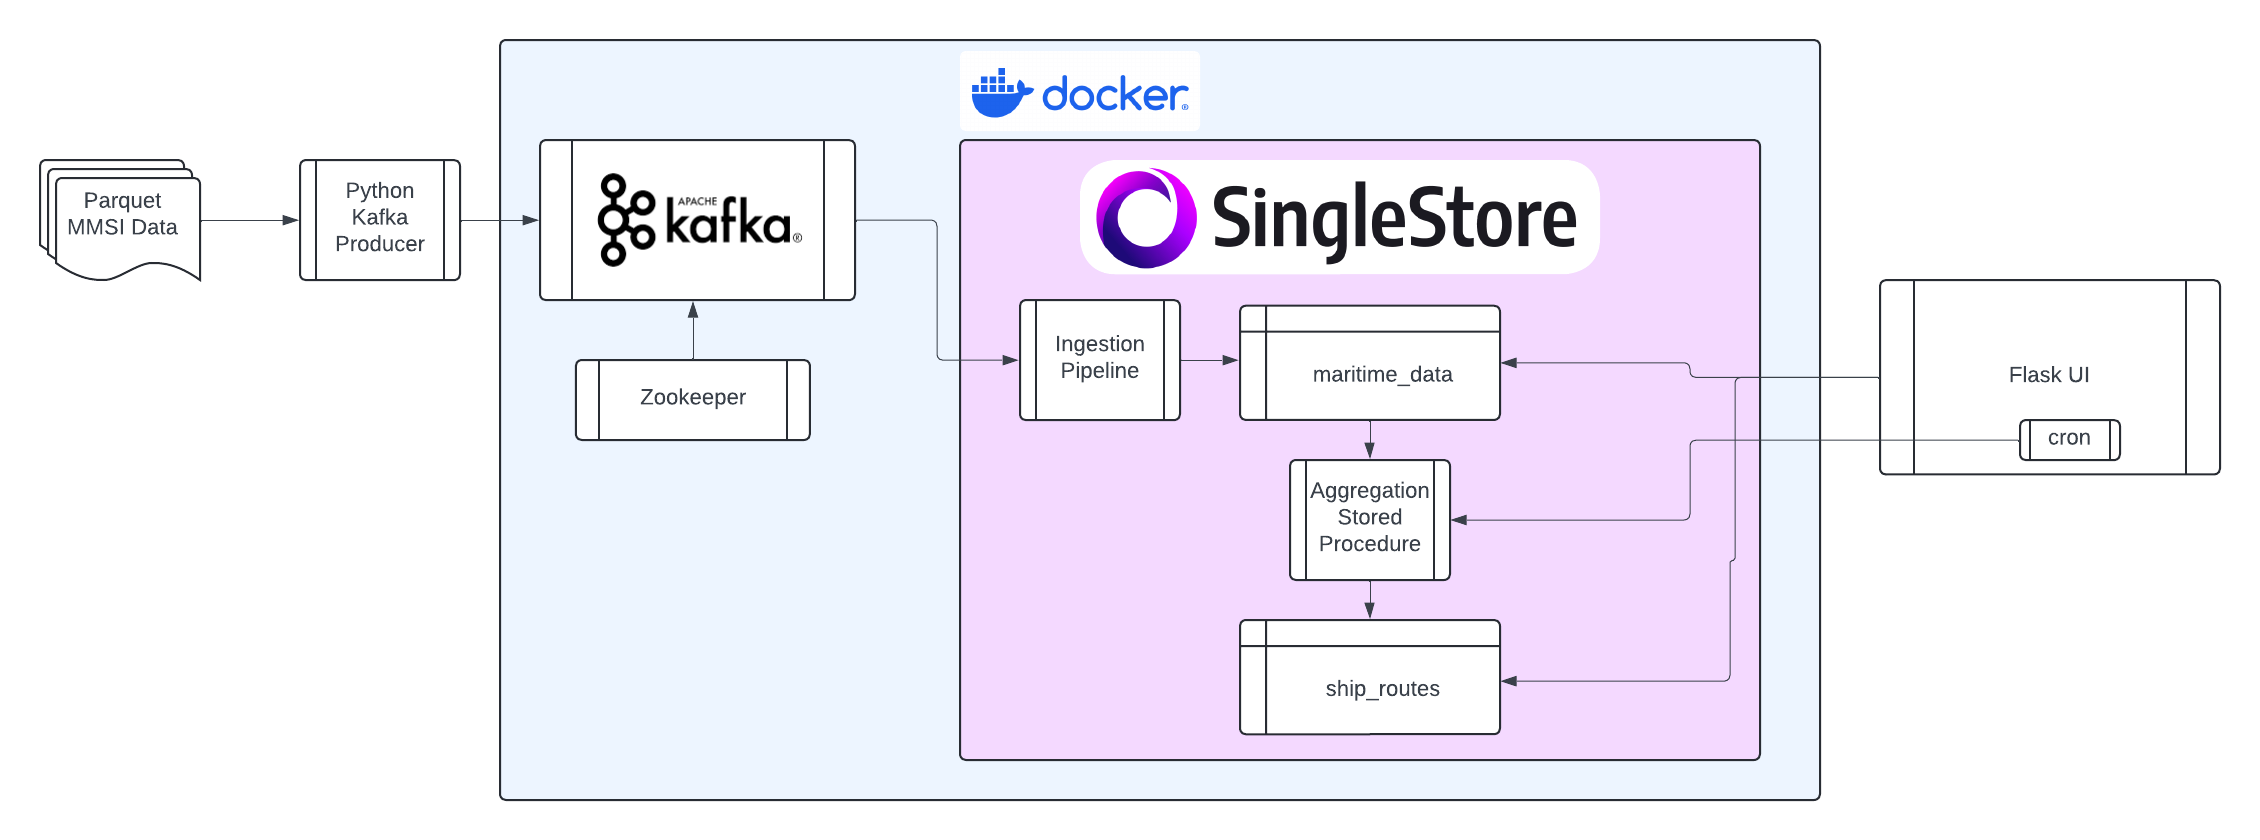 docker®
Parquet
MMSI Data
Python
Kafka
Producer
APACHE
kafka®
Zookeeper
SingleStore
Ingestion
Pipeline
maritime_data
Aggregation
Stored
Procedure
ship_routes
Flask UI
cron